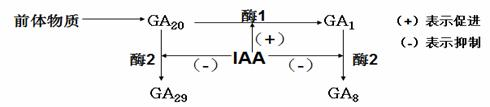 前体物质 GA20 酶1 GA1 （+）表示促进
（+）
酶2 （-） IAA （-） 酶2 （-）表示抑制
GA29 GA8